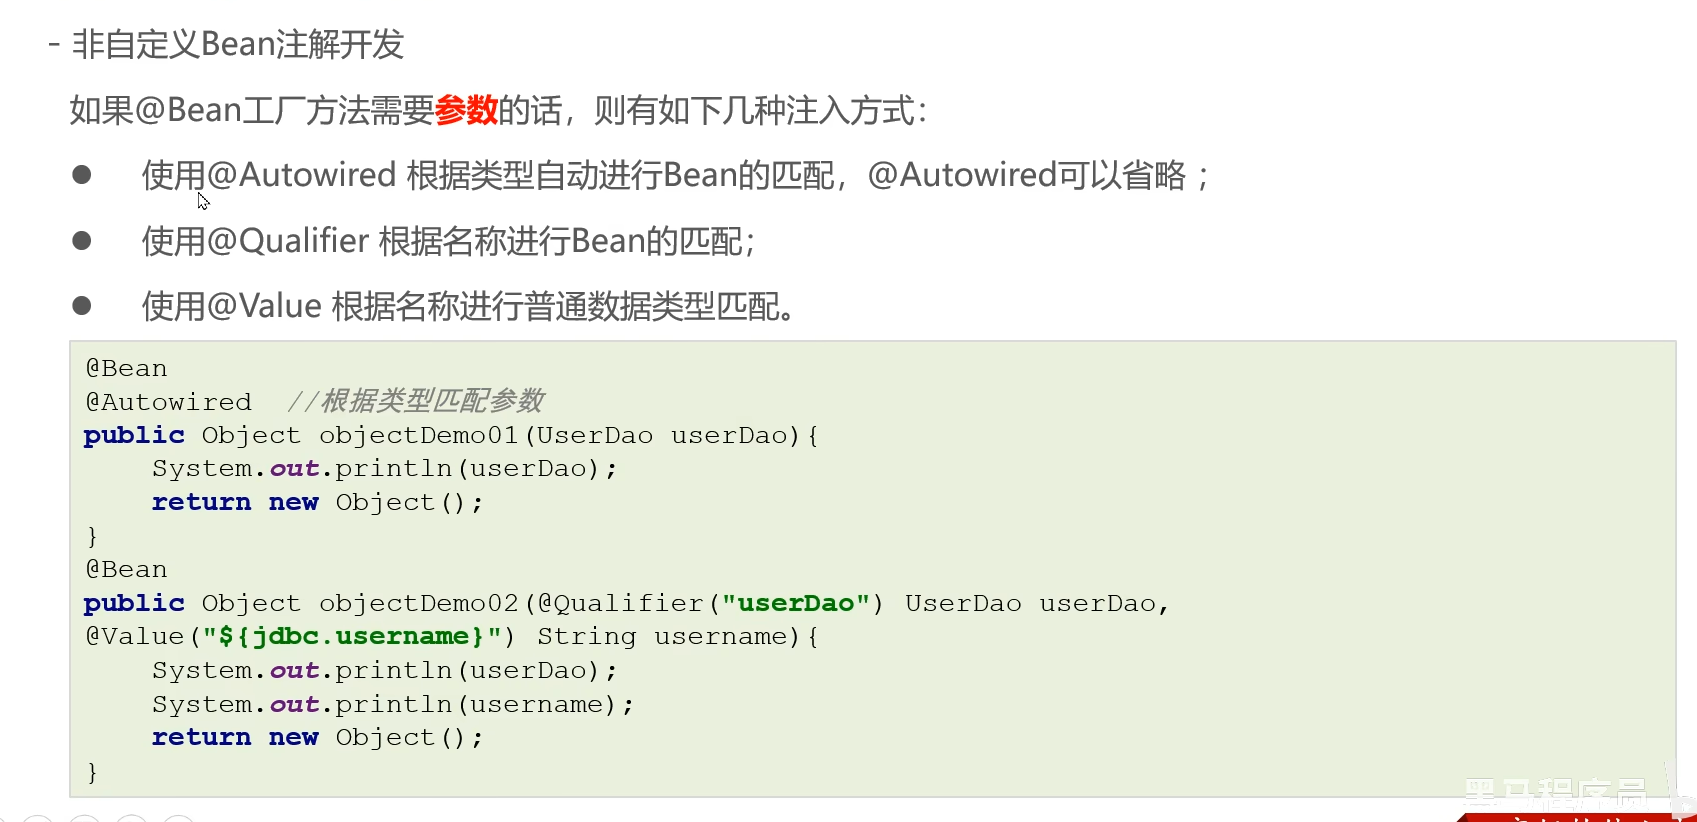 - 非自定义Bean注解开发
如果@Bean工厂方法需要参数的话，则有如下几种注入方式：
● 使用@Autowired 根据类型自动进行Bean的匹配，@Autowired可以省略；
● 使用@Qualifier 根据名称进行Bean的匹配；
● 使用@Value 根据名称进行普通数据类型匹配。
@Bean
@Autowired //根据类型匹配参数
public Object objectDemo01(UserDao userDao){
    System.out.println(userDao);
    return new Object();
}
@Bean
public Object objectDemo02(@Qualifier("userDao") UserDao userDao,
@Value("${jdbc.username}") String username){
    System.out.println(userDao);
    System.out.println(username);
    return new Object();
}
黑马程序员